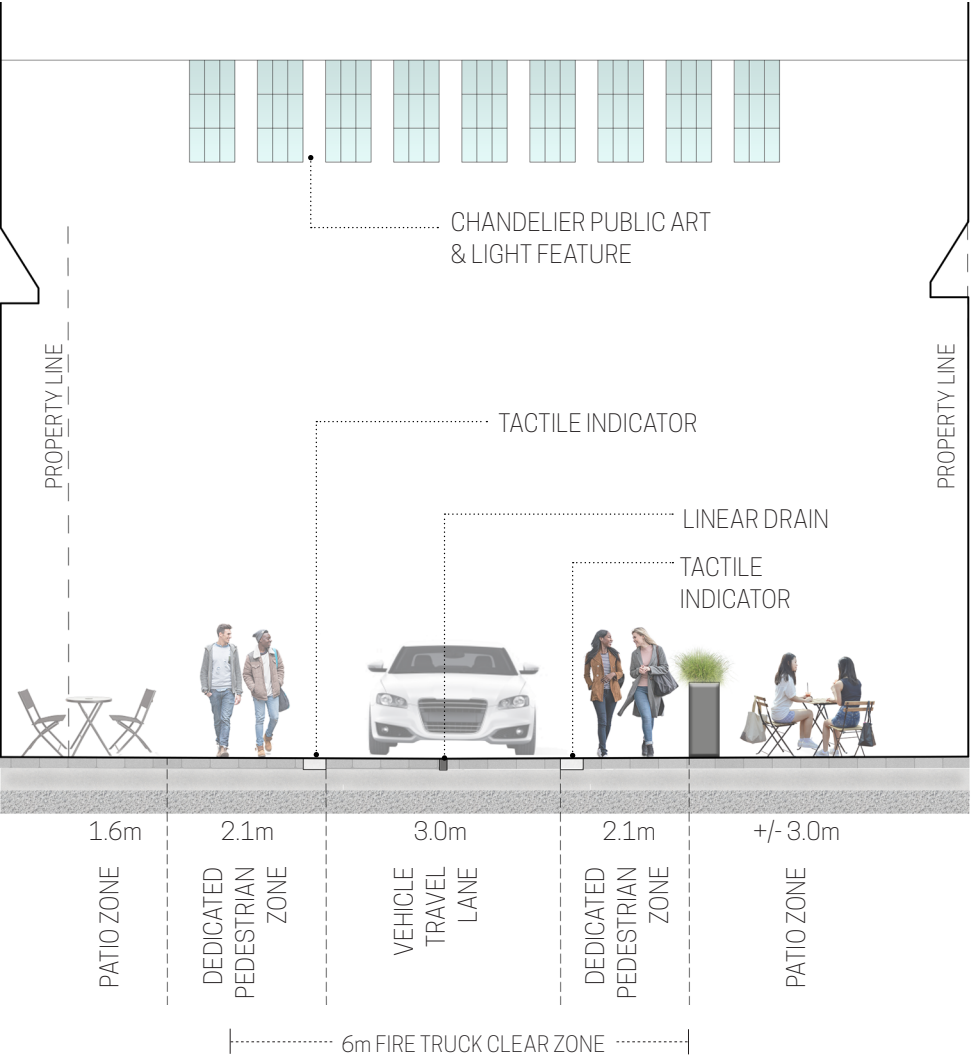 CHANDELIER PUBLIC ART
& LIGHT FEATURE
PROPERTY LINE
PROPERTY LINE
TACTILE INDICATOR
LINEAR DRAIN
TACTILE
INDICATOR
1.6m
2.1m
3.0m
2.1m
+/- 3.0m
PATIO ZONE
DEDICATED
PEDESTRIAN
ZONE
VEHICLE
TRAVEL
LANE
DEDICATED
PEDESTRIAN
ZONE
PATIO ZONE
6m FIRE TRUCK CLEAR ZONE